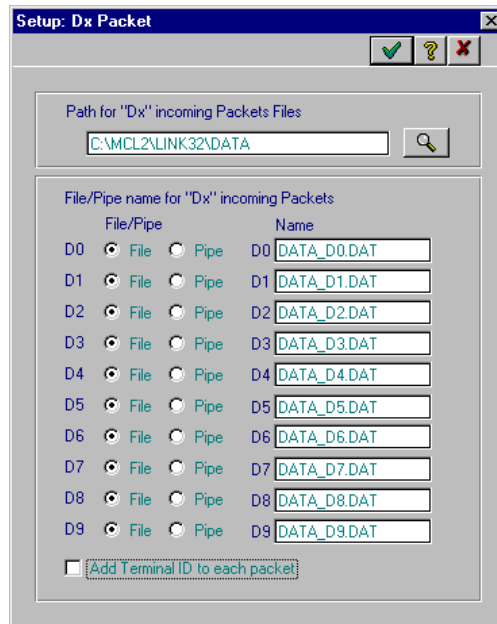 Setup: Dx Packet
Path for "Dx" incoming Packets Files
C:\MCL2\LINK32\DATA
File/Pipe name for "Dx" incoming Packets
File/Pipe Name
D0 File Pipe D0 DATA_D0.DAT
D1 File Pipe D1 DATA_D1.DAT
D2 File Pipe D2 DATA_D2.DAT
D3 File Pipe D3 DATA_D3.DAT
D4 File Pipe D4 DATA_D4.DAT
D5 File Pipe D5 DATA_D5.DAT
D6 File Pipe D6 DATA_D6.DAT
D7 File Pipe D7 DATA_D7.DAT
D8 File Pipe D8 DATA_D8.DAT
D9 File Pipe D9 DATA_D9.DAT
Add Terminal ID to each packet